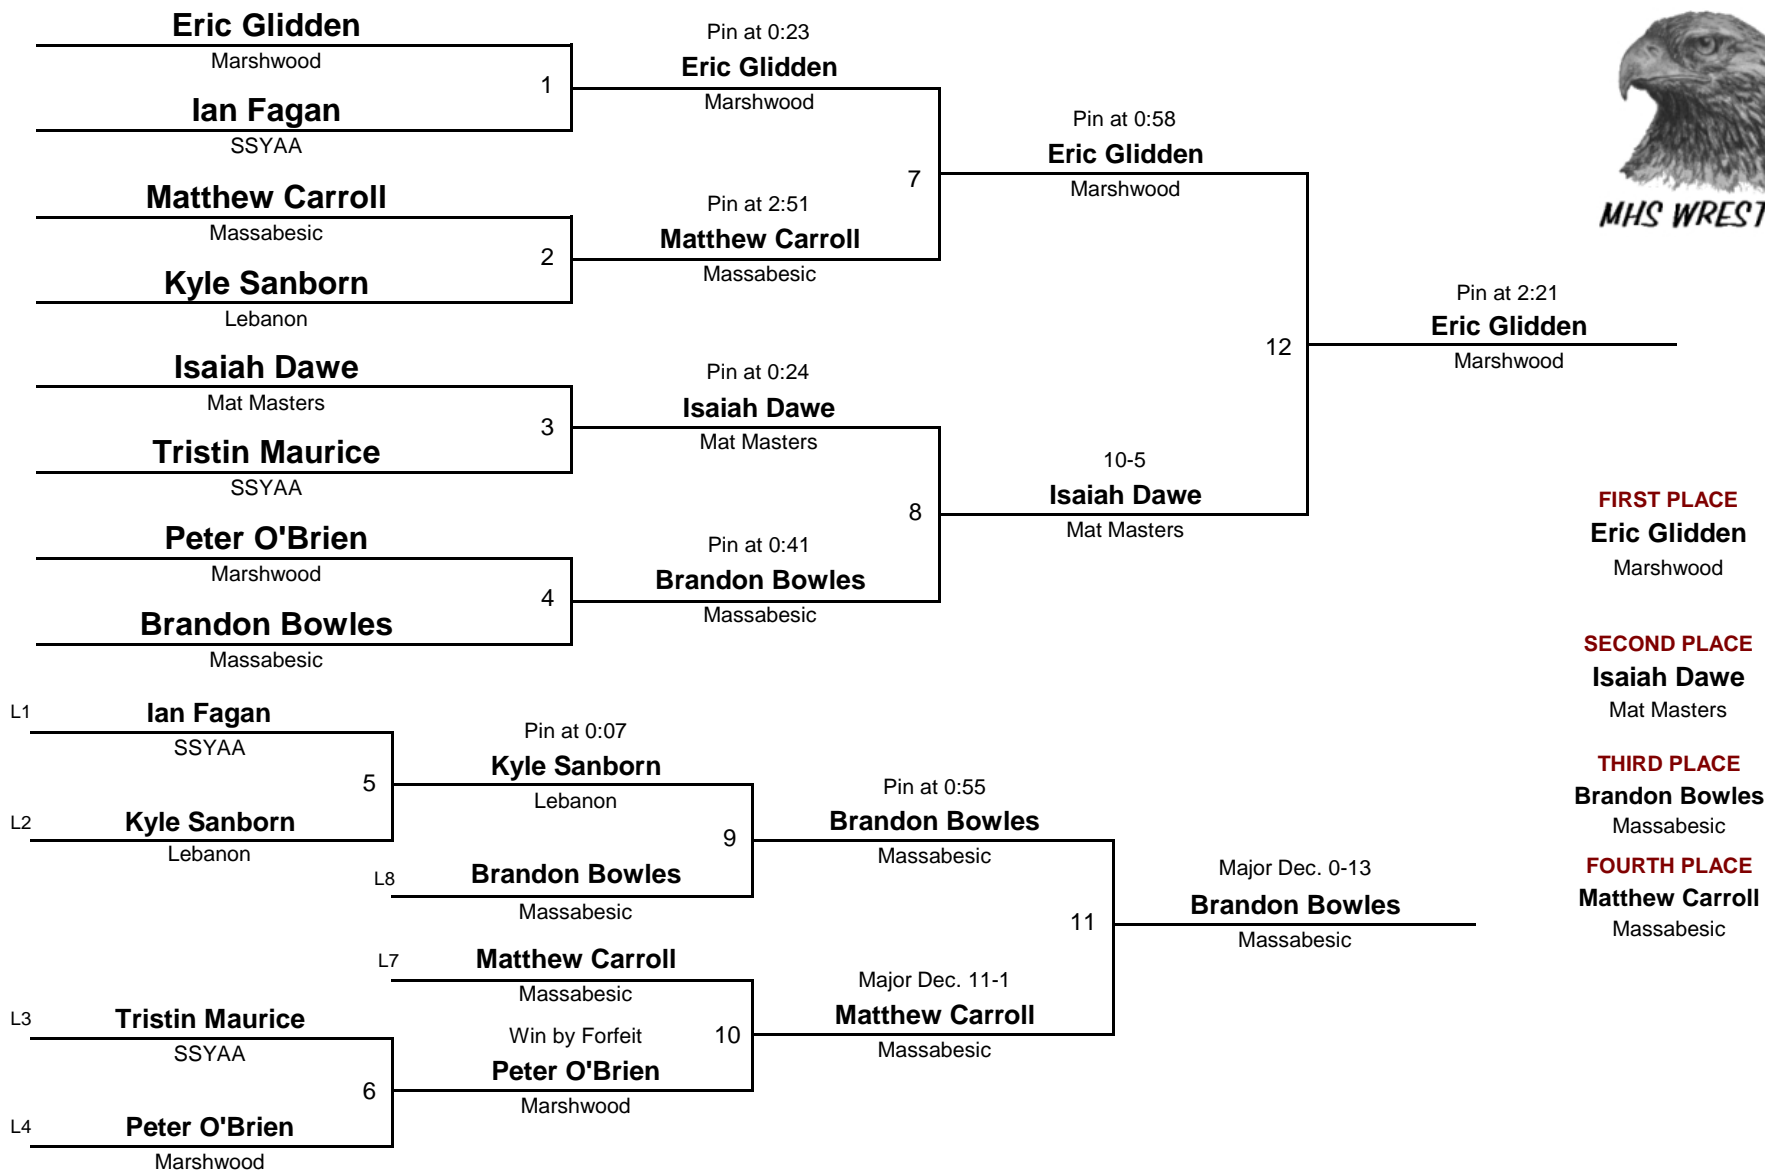 Eric Glidden
Marshwood
1
Ian Fagan
SSYAA
Matthew Carroll
Massabesic
2
Kyle Sanborn
Lebanon
Isaiah Dawe
Mat Masters
3
Tristin Maurice
SSYAA
Peter O'Brien
Marshwood
4
Brandon Bowles
Massabesic
Pin at 0:23
Eric Glidden
Marshwood
7
Pin at 2:51
Matthew Carroll
Massabesic
Pin at 0:24
Isaiah Dawe
Mat Masters
8
Pin at 0:41
Brandon Bowles
Massabesic
Pin at 0:58
Eric Glidden
Marshwood
12
10-5
Isaiah Dawe
Mat Masters
Pin at 2:21
Eric Glidden
Marshwood
MHS WREST
FIRST PLACE
Eric Glidden
Marshwood
SECOND PLACE
Isaiah Dawe
Mat Masters
THIRD PLACE
Brandon Bowles
Massabesic
FOURTH PLACE
Matthew Carroll
Massabesic
L1
Ian Fagan
SSYAA
5
L2
Kyle Sanborn
Lebanon
L3
Tristin Maurice
SSYAA
6
L4
Peter O'Brien
Marshwood
Pin at 0:07
Kyle Sanborn
Lebanon
9
L8
Brandon Bowles
Massabesic
L7
Matthew Carroll
Massabesic
10
Win by Forfeit
Peter O'Brien
Marshwood
Pin at 0:55
Brandon Bowles
Massabesic
11
Major Dec. 11-1
Matthew Carroll
Massabesic
Major Dec. 0-13
Brandon Bowles
Massabesic